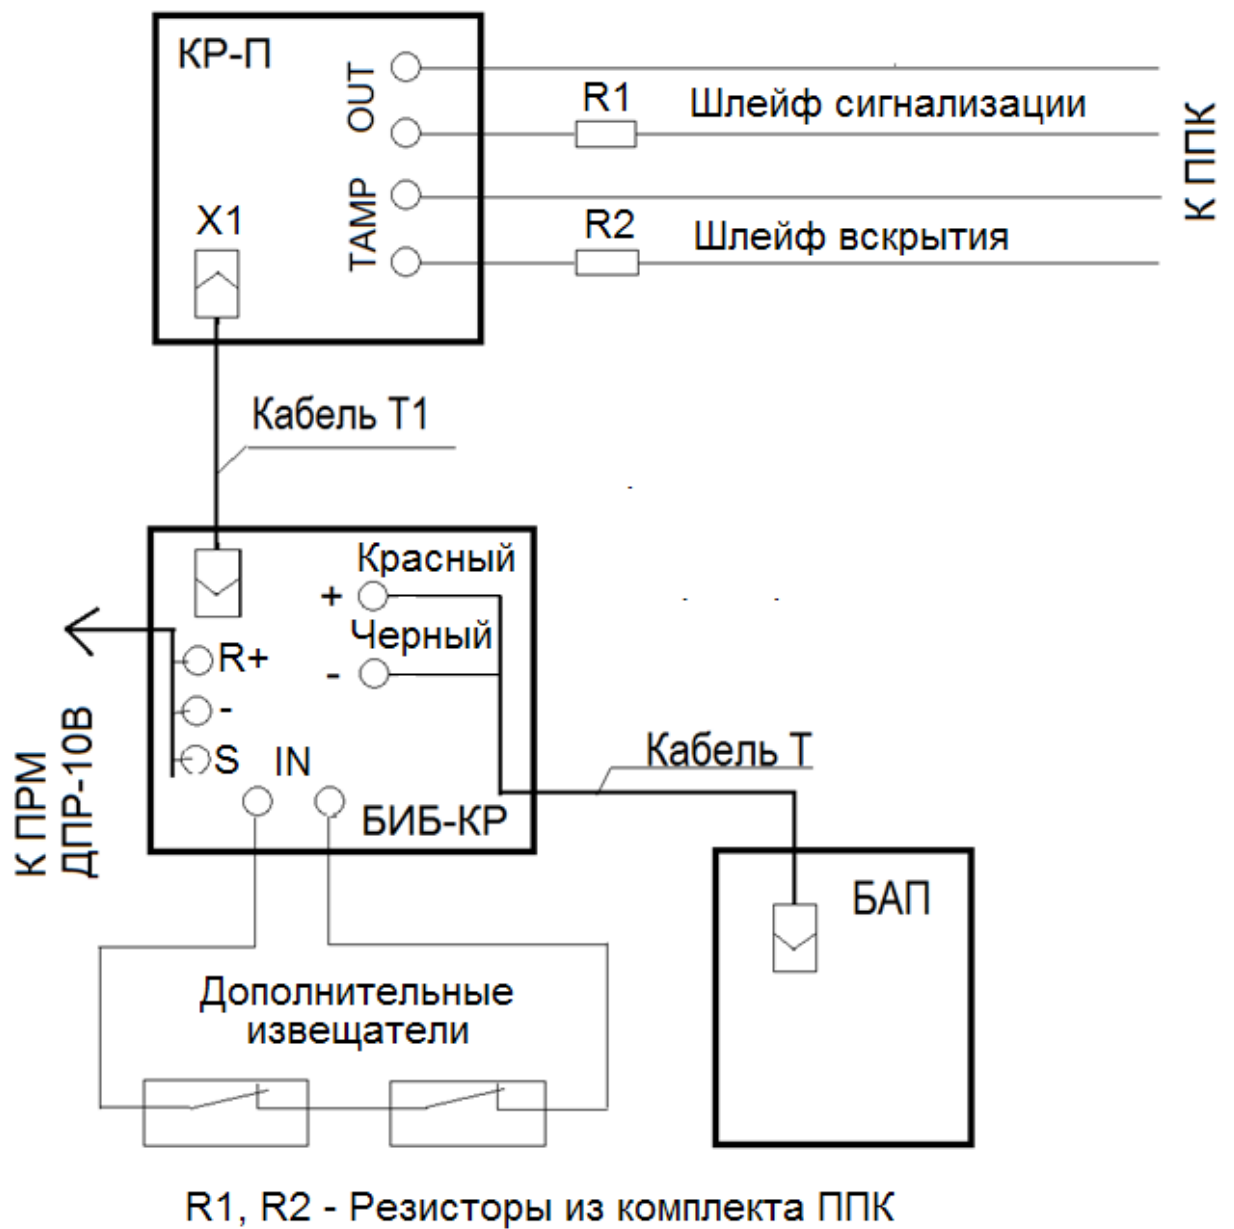 КР-П
OUT
R1
Шлейф сигнализации
К ППК
TAMP
X1
R2
Шлейф вскрытия
Кабель Т1
Красный
+
Черный
-
R+
-
S
IN
БИБ-КР
К ПРМ
ДПР-10В
Кабель Т
БАП
Дополнительные
извещатели
R1, R2 - Резисторы из комплекта ППК